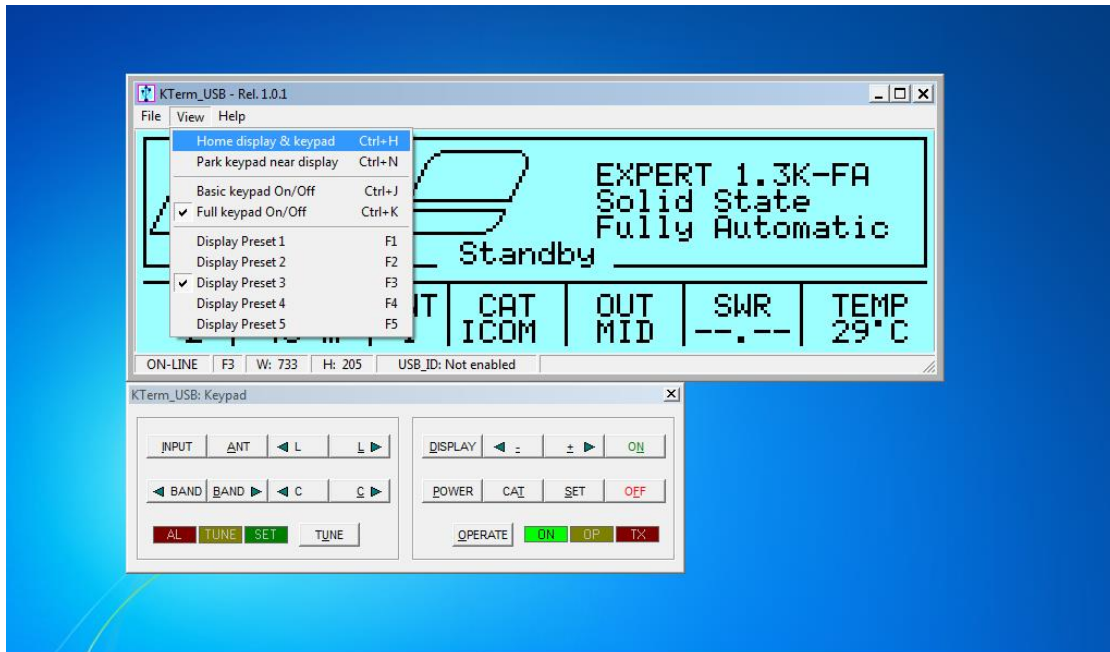 KTerm_USB - Rel. 1.0.1
File View Help
Home display & keypad Ctrl+H
Park keypad near display Ctrl+N
Basic keypad On/Off Ctrl+J
Full keypad On/Off Ctrl+K
Display Preset 1 F1
Display Preset 2 F2
Display Preset 3 F3
Display Preset 4 F4
Display Preset 5 F5
EXPERT 1.3K-FA
Solid State
Fully Automatic
Standby
CAT OUT SWR TEMP
ICOM MID --.-- 29°C
ON-LINE F3 W: 733 H: 205 USB_ID: Not enabled
KTerm_USB: Keypad
INPUT ANT L L DISPLAY - + ON
BAND BAND C C POWER CAT SET OFF
AL TUNE SET TUNE OPERATE ON OP TX